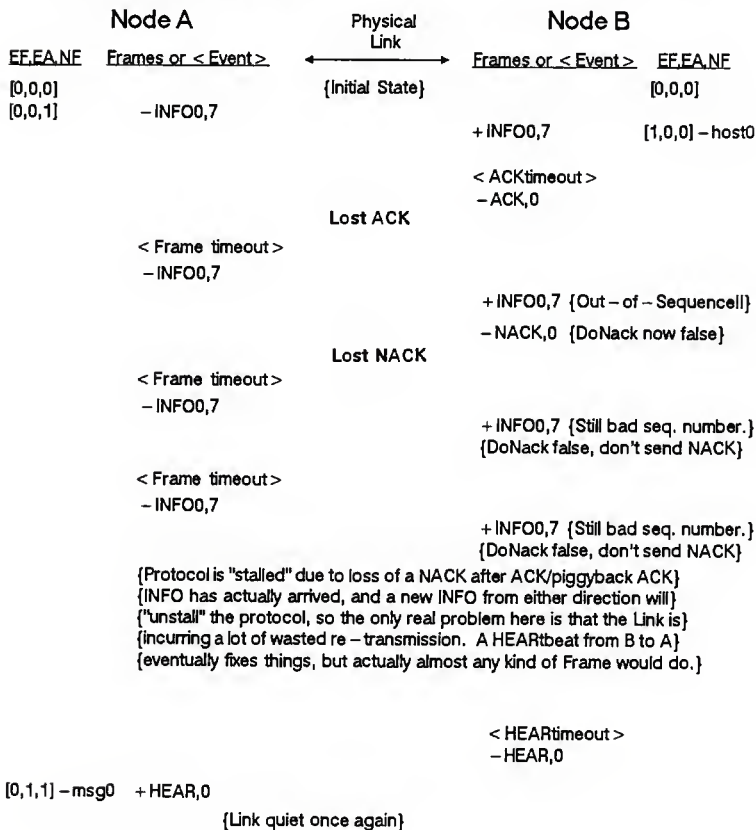 Node A Physical Link Node B
EF,EA,NF Frames or <Event> Frames or <Event> EF,EA,NF
[0,0,0] {Initial State} [0,0,0]
[0,0,1] –INFO0,7
+INFO0,7 [1,0,0] –host0
<ACKtimeout>
–ACK,0
Lost ACK
<Frame timeout>
–INFO0,7
+INFO0,7 {Out–of–Sequence!!}
–NACK,0 {DoNack now false}
Lost NACK
<Frame timeout>
–INFO0,7
+INFO0,7 {Still bad seq. number.}
{DoNack false, don't send NACK}
<Frame timeout>
–INFO0,7
+INFO0,7 {Still bad seq. number.}
{DoNack false, don't send NACK}
{Protocol is "stalled" due to loss of a NACK after ACK/piggyback ACK}
{INFO has actually arrived, and a new INFO from either direction will}
{"unstall" the protocol, so the only real problem here is that the Link is}
{incurring a lot of wasted re–transmission. A HEARtbeat from B to A}
{eventually fixes things, but actually almost any kind of Frame would do.}
<HEARtimeout>
–HEAR,0
[0,1,1] –msg0 +HEAR,0
{Link quiet once again}